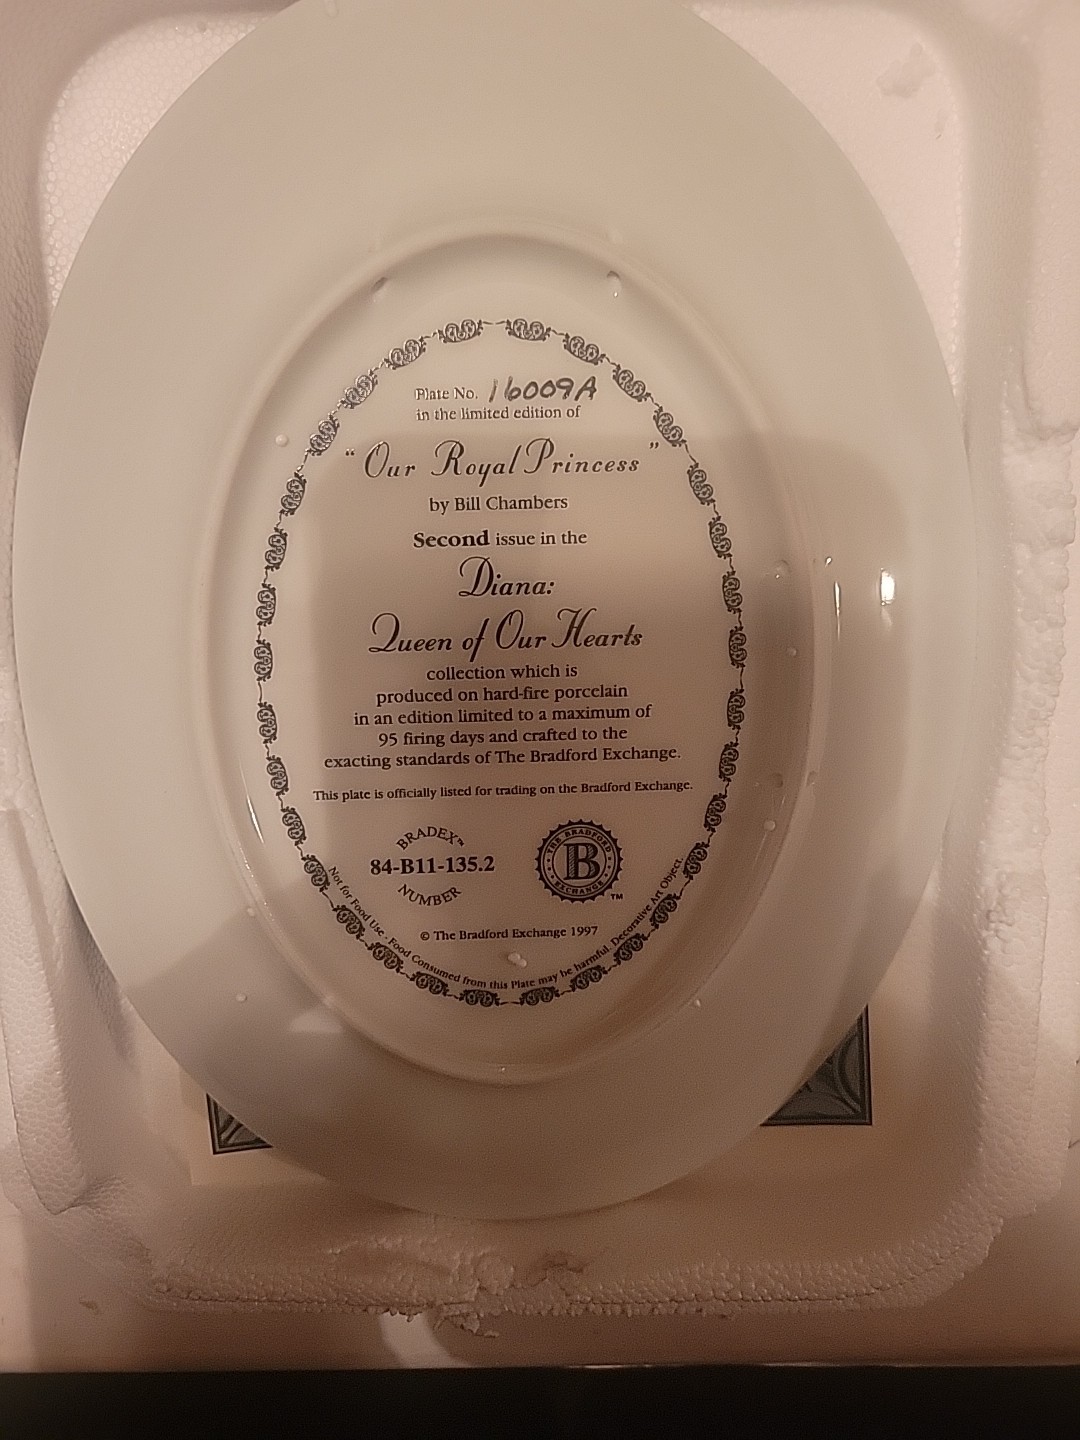 Plate No. 16009A
in the limited edition of
"Our Royal Princess"
by Bill Chambers
Second issue in the
Diana:
Queen of Our Hearts
collection which is
produced on hard-fire porcelain
in an edition limited to a maximum of
95 firing days and crafted to the
exacting standards of The Bradford Exchange.
This plate is officially listed for trading on the Bradford Exchange.
BRADEX™
84-B11-135.2
NUMBER
THE BRADFORD
B
EXCHANGE
™
© The Bradford Exchange 1997
Not for Food Use - Food Consumed from this Plate may be harmful. Decorative Art Object.